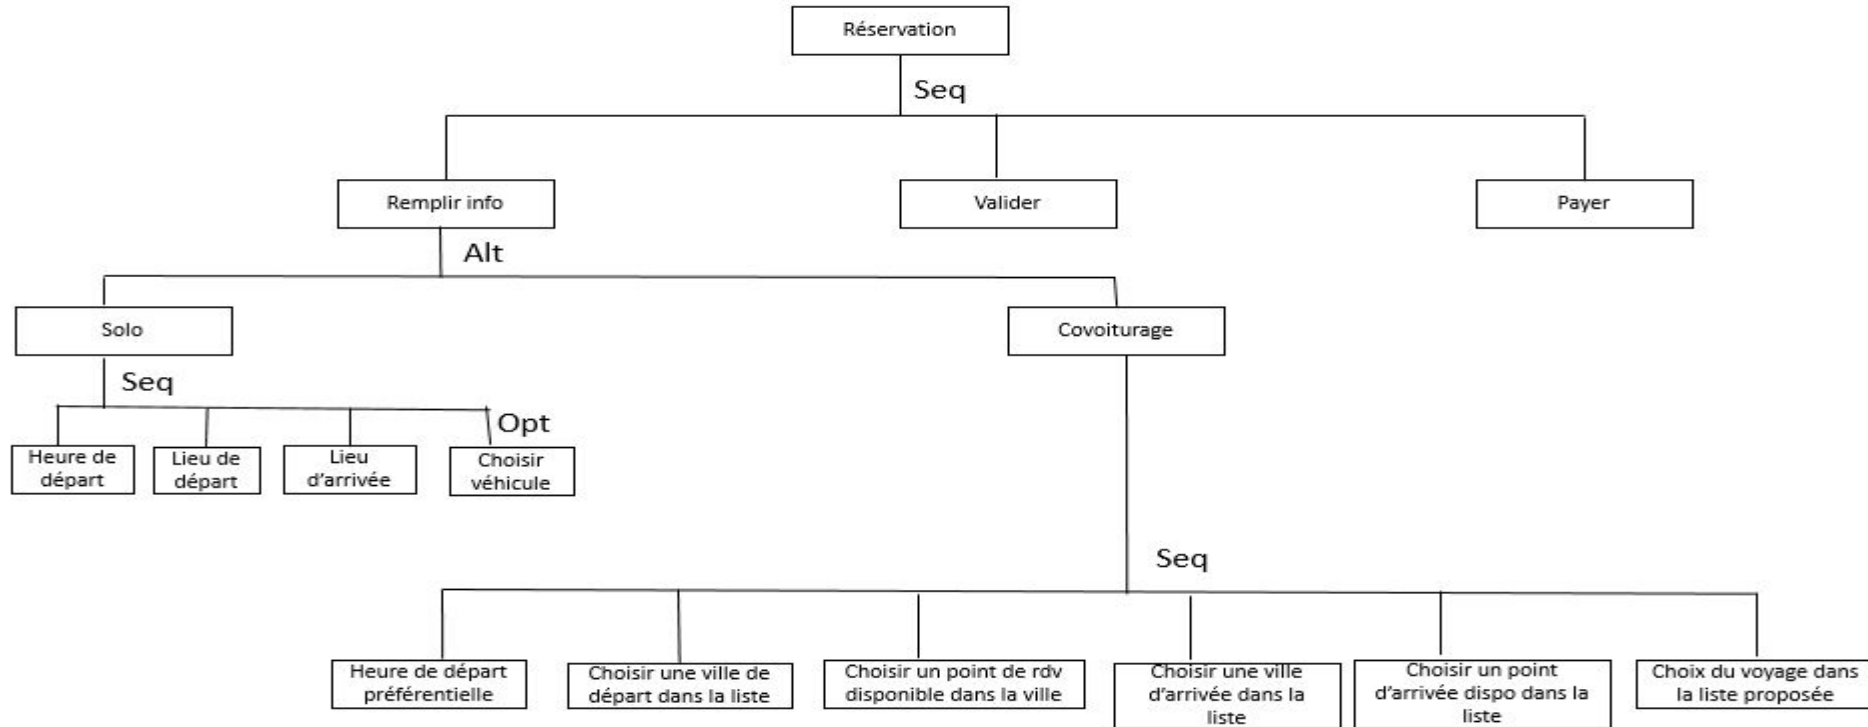 Réservation
Seq
Remplir info
Valider
Payer
Alt
Solo
Covoiturage
Seq
Opt
Heure de
départ
Lieu de
départ
Lieu
d'arrivée
Choisir
véhicule
Seq
Heure de départ
préférentielle
Choisir une ville de
départ dans la liste
Choisir un point de rdv
disponible dans la ville
Choisir une ville
d'arrivée dans la
liste
Choisir un point
d'arrivée dispo dans la
liste
Choix du voyage dans
la liste proposée